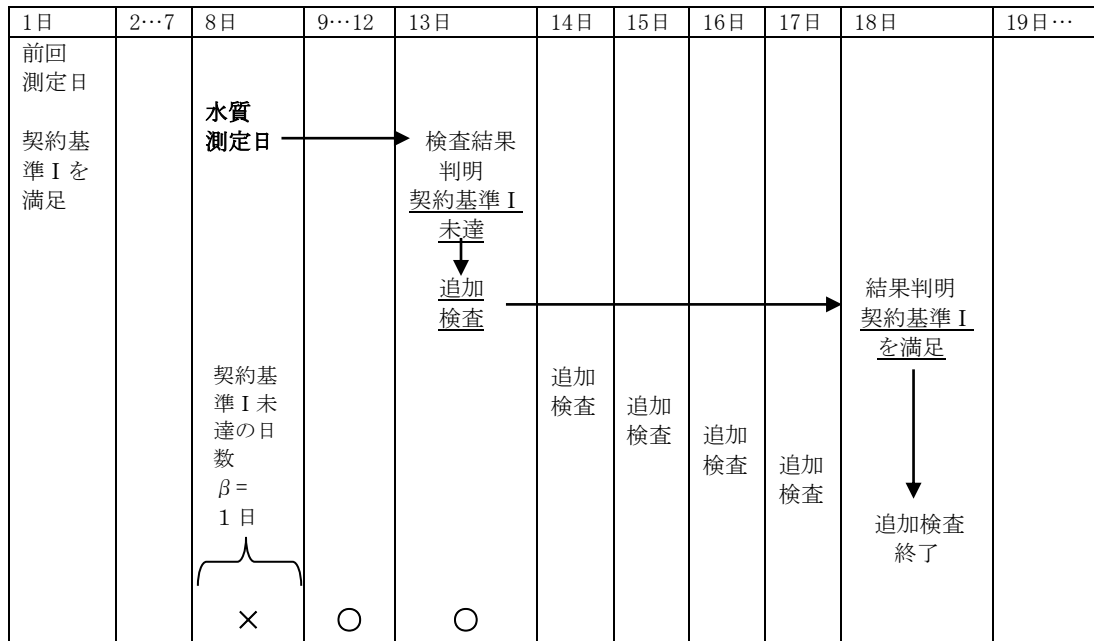 1日 2…7 8日 9…12 13日 14日 15日 16日 17日 18日 19日…
前回
測定日
契約基
準Ⅰを
満足
水質
測定日
検査結果
判明
契約基準Ⅰ
未達
追加
検査
結果判明
契約基準Ⅰ
を満足
契約基
準Ⅰ未
達の日
数
β=
1日
追加
検査
追加
検査
追加
検査
追加
検査
追加検査
終了
× ○ ○